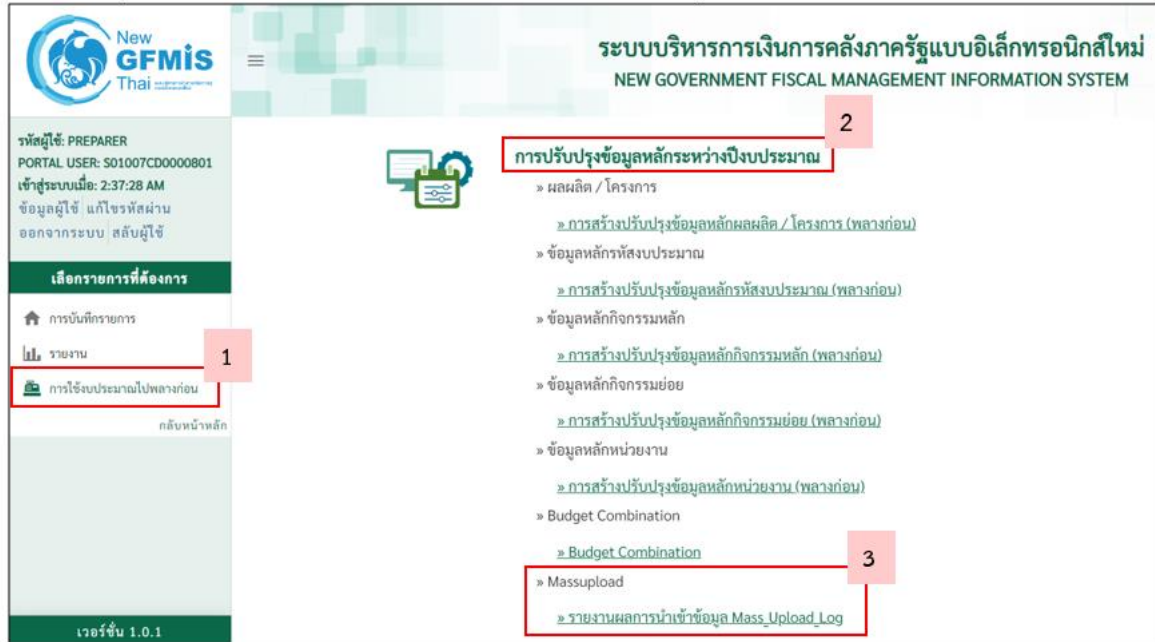 New
GFMiS
Thai
ระบบบริหารการเงินการคลังภาครัฐแบบอิเล็กทรอนิกส์ใหม่
NEW GOVERNMENT FISCAL MANAGEMENT INFORMATION SYSTEM
รหัสผู้ใช้: PREPARER
PORTAL USER: S01007CD0000801
เข้าสู่ระบบเมื่อ: 2:37:28 AM
ข้อมูลผู้ใช้ แก้ไขรหัสผ่าน
ออกจากระบบ สลับผู้ใช้
เลือกรายการที่ต้องการ
การบันทึกรายการ
รายงาน
1
การใช้งบประมาณไปพลางก่อน
กลับหน้าหลัก
เวอร์ชั่น 1.0.1
2
การปรับปรุงข้อมูลหลักระหว่างปีงบประมาณ
» ผลผลิต / โครงการ
» การสร้างปรับปรุงข้อมูลหลักผลผลิต / โครงการ (พลางก่อน)
» ข้อมูลหลักรหัสงบประมาณ
» การสร้างปรับปรุงข้อมูลหลักรหัสงบประมาณ (พลางก่อน)
» ข้อมูลหลักกิจกรรมหลัก
» การสร้างปรับปรุงข้อมูลหลักกิจกรรมหลัก (พลางก่อน)
» ข้อมูลหลักกิจกรรมย่อย
» การสร้างปรับปรุงข้อมูลหลักกิจกรรมย่อย (พลางก่อน)
» ข้อมูลหลักหน่วยงาน
» การสร้างปรับปรุงข้อมูลหลักหน่วยงาน (พลางก่อน)
» Budget Combination
» Budget Combination
3
» Massupload
» รายงานผลการนำเข้าข้อมูล Mass_Upload_Log